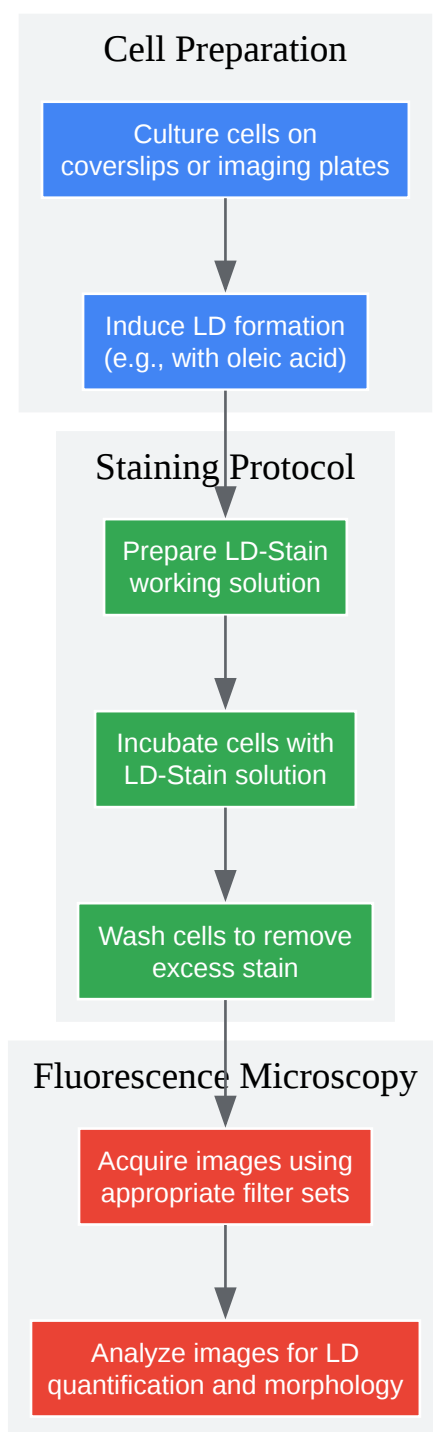 Cell Preparation
Culture cells on
coverslips or imaging plates
Induce LD formation
(e.g., with oleic acid)
Staining Protocol
Prepare LD-Stain
working solution
Incubate cells with
LD-Stain solution
Wash cells to remove
excess stain
Fluorescence Microscopy
Acquire images using
appropriate filter sets
Analyze images for LD
quantification and morphology